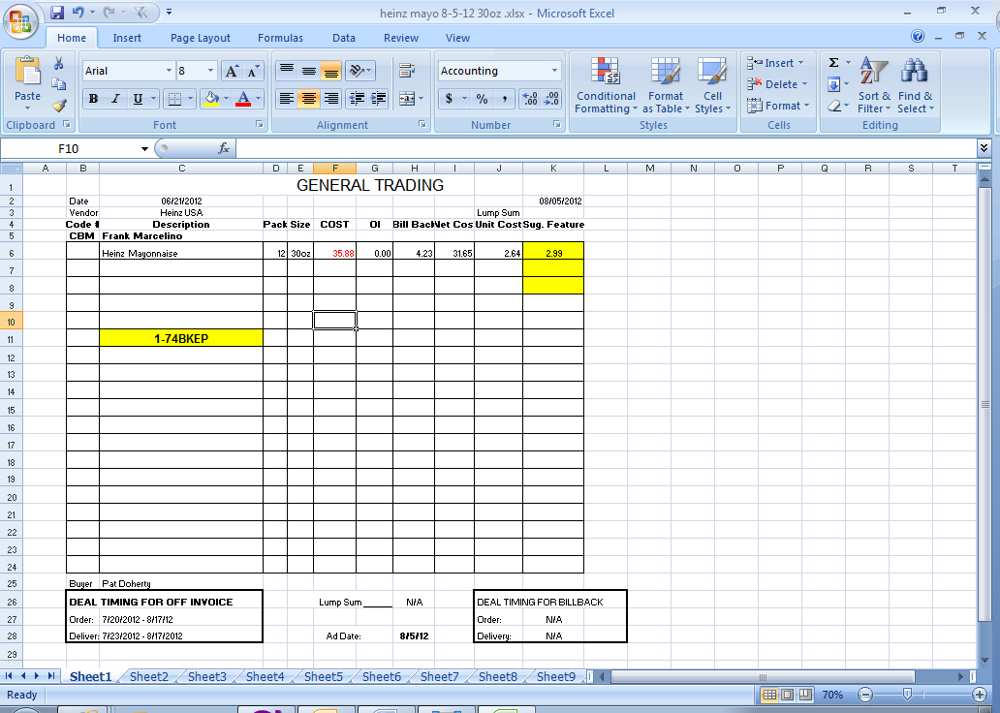 heinz mayo 8-5-12 30oz .xlsx - Microsoft Excel
Home Insert Page Layout Formulas Data Review View
Paste
Clipboard
Arial 8
B I U
Font
Alignment
Accounting
$ % ,
Number
Conditional Formatting
Format as Table
Cell Styles
Styles
Insert
Delete
Format
Cells
Sort & Filter
Find & Select
Editing
F10 fx
A B C D E F G H I J K L M N O P Q R S T
1 GENERAL TRADING
2 Date 06/21/2012 08/05/2012
3 Vendor Heinz USA Lump Sum
4 Code # Description Pack Size COST OI Bill Back Net Cos Unit Cost Sug. Feature
5 CBM Frank Marcelino
6 Heinz Mayonnaise 12 30oz 35.88 0.00 4.23 31.65 2.64 2.99
7
8
9
10
11 1-74BKEP
12
13
14
15
16
17
18
19
20
21
22
23
24
25 Buyer Pat Doherty
26 DEAL TIMING FOR OFF INVOICE Lump Sum ______ N/A DEAL TIMING FOR BILLBACK
27 Order: 7/20/2012 - 8/17/12 Order: N/A
28 Deliver: 7/23/2012 - 8/17/2012 Ad Date: 8/5/12 Delivery: N/A
29
Sheet1 Sheet2 Sheet3 Sheet4 Sheet5 Sheet6 Sheet7 Sheet8 Sheet9
Ready 70%